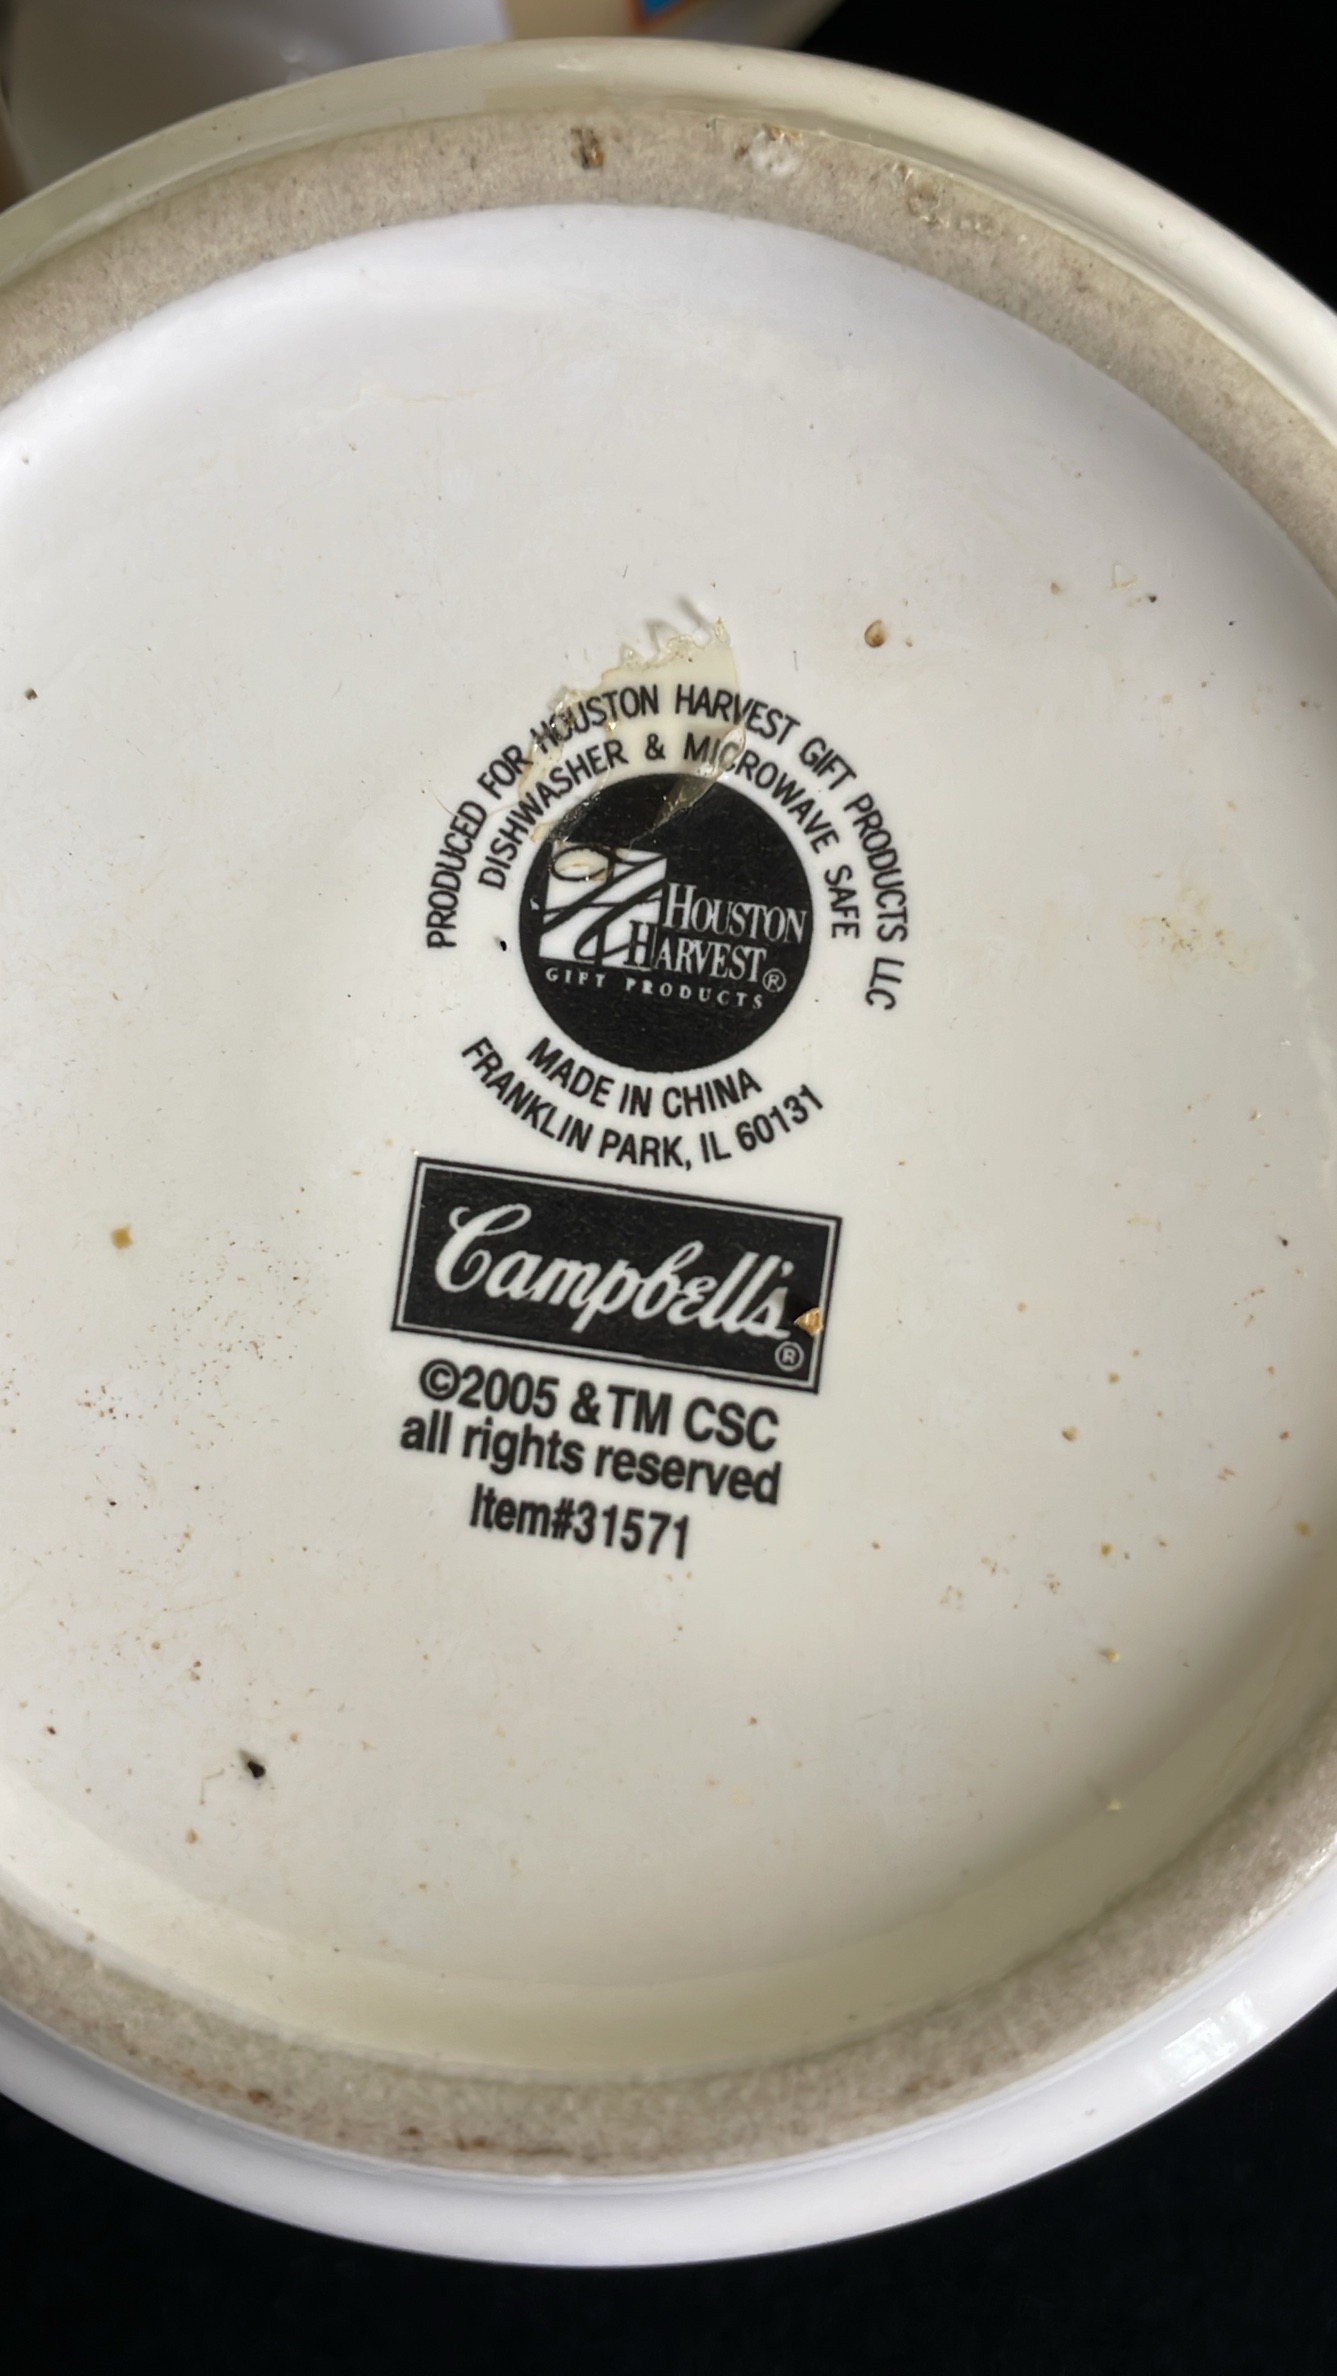 PRODUCED FOR HOUSTON HARVEST GIFT PRODUCTS LLC
DISHWASHER & MICROWAVE SAFE
HOUSTON
HARVEST®
GIFT PRODUCTS
MADE IN CHINA
FRANKLIN PARK, IL 60131
Campbell's®
©2005 &TM CSC
all rights reserved
Item#31571